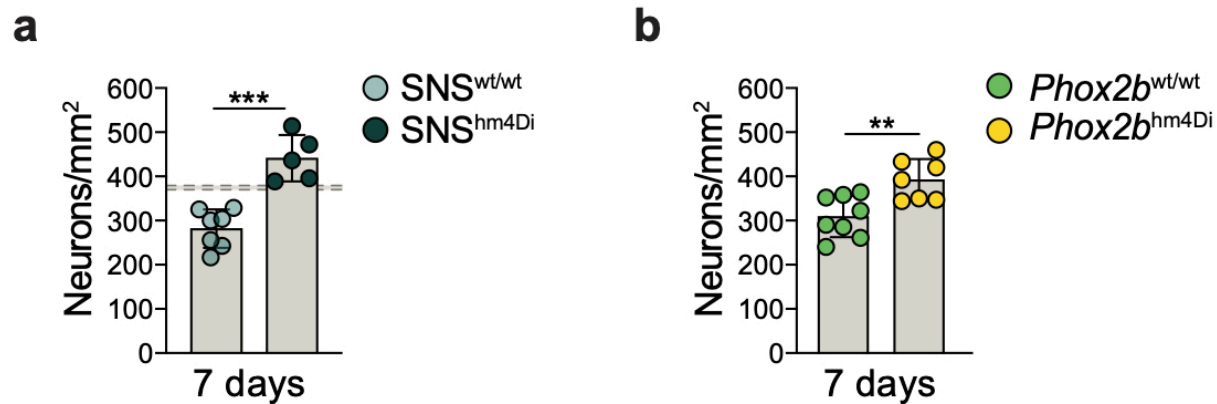 a
Neurons/mm²
600
500
400
300
200
100
0
***
7 days
SNSwt/wt
SNShm4Di
b
Neurons/mm²
600
500
400
300
200
100
0
**
7 days
Phox2bwt/wt
Phox2bhm4Di